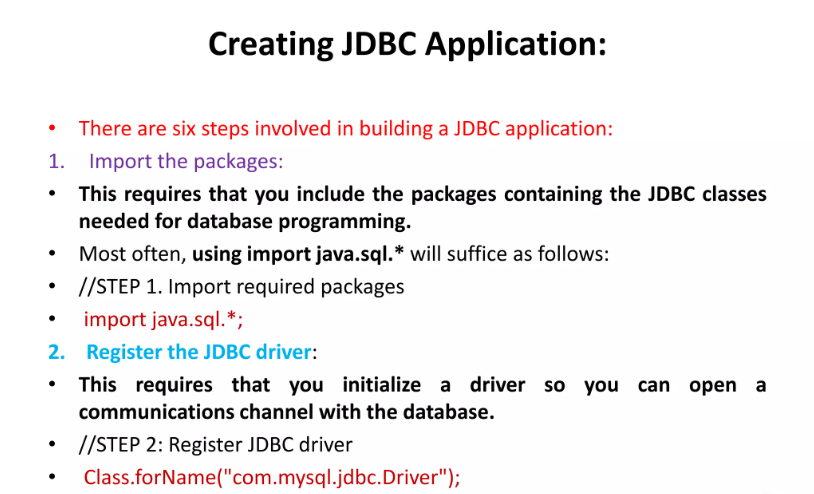 Creating JDBC Application:
• There are six steps involved in building a JDBC application:
1. Import the packages:
• This requires that you include the packages containing the JDBC classes
needed for database programming.
• Most often, using import java.sql.* will suffice as follows:
• //STEP 1. Import required packages
• import java.sql.*;
2. Register the JDBC driver:
• This requires that you initialize a driver so you can open a
communications channel with the database.
• //STEP 2: Register JDBC driver
• Class.forName("com.mysql.jdbc.Driver");